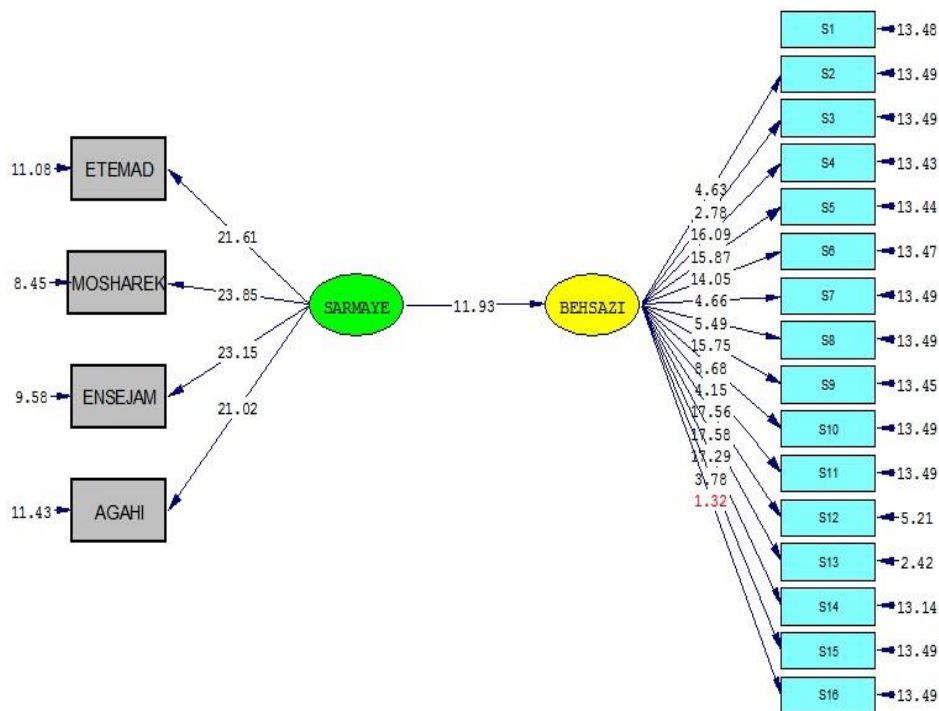 ETEMAD
MOSHAREK
ENSEJAM
AGAHI
11.08
8.45
9.58
11.43
21.61
23.85
23.15
21.02
SARMAYE
11.93
BEHSAZI
4.63
2.78
16.09
15.87
14.05
4.66
5.49
15.75
8.68
4.15
17.56
17.58
17.29
3.78
1.32
S1
S2
S3
S4
S5
S6
S7
S8
S9
S10
S11
S12
S13
S14
S15
S16
13.48
13.49
13.49
13.43
13.44
13.47
13.49
13.49
13.45
13.49
13.49
5.21
2.42
13.14
13.49
13.49